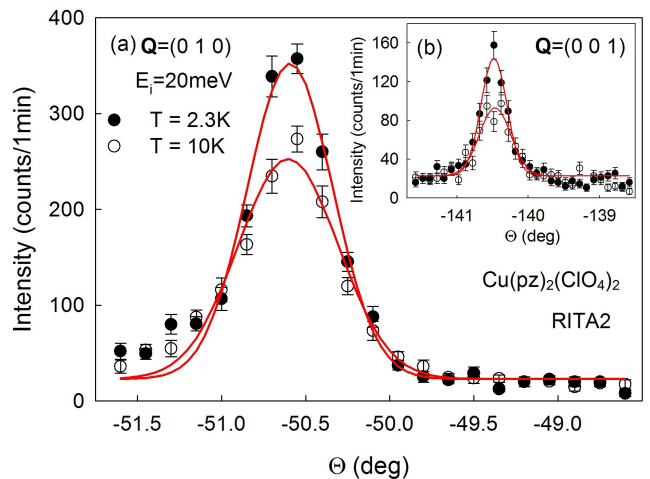 (a) Q=(0 1 0)
Ei=20meV
T = 2.3K
T = 10K
400
300
200
100
0
Intensity (counts/1min)
-51.5 -51.0 -50.5 -50.0 -49.5 -49.0
Θ (deg)
(b) Q=(0 0 1)
160
120
80
40
0
Intensity (counts/1min)
-141 -140 -139
Θ (deg)
Cu(pz)2(ClO4)2
RITA2